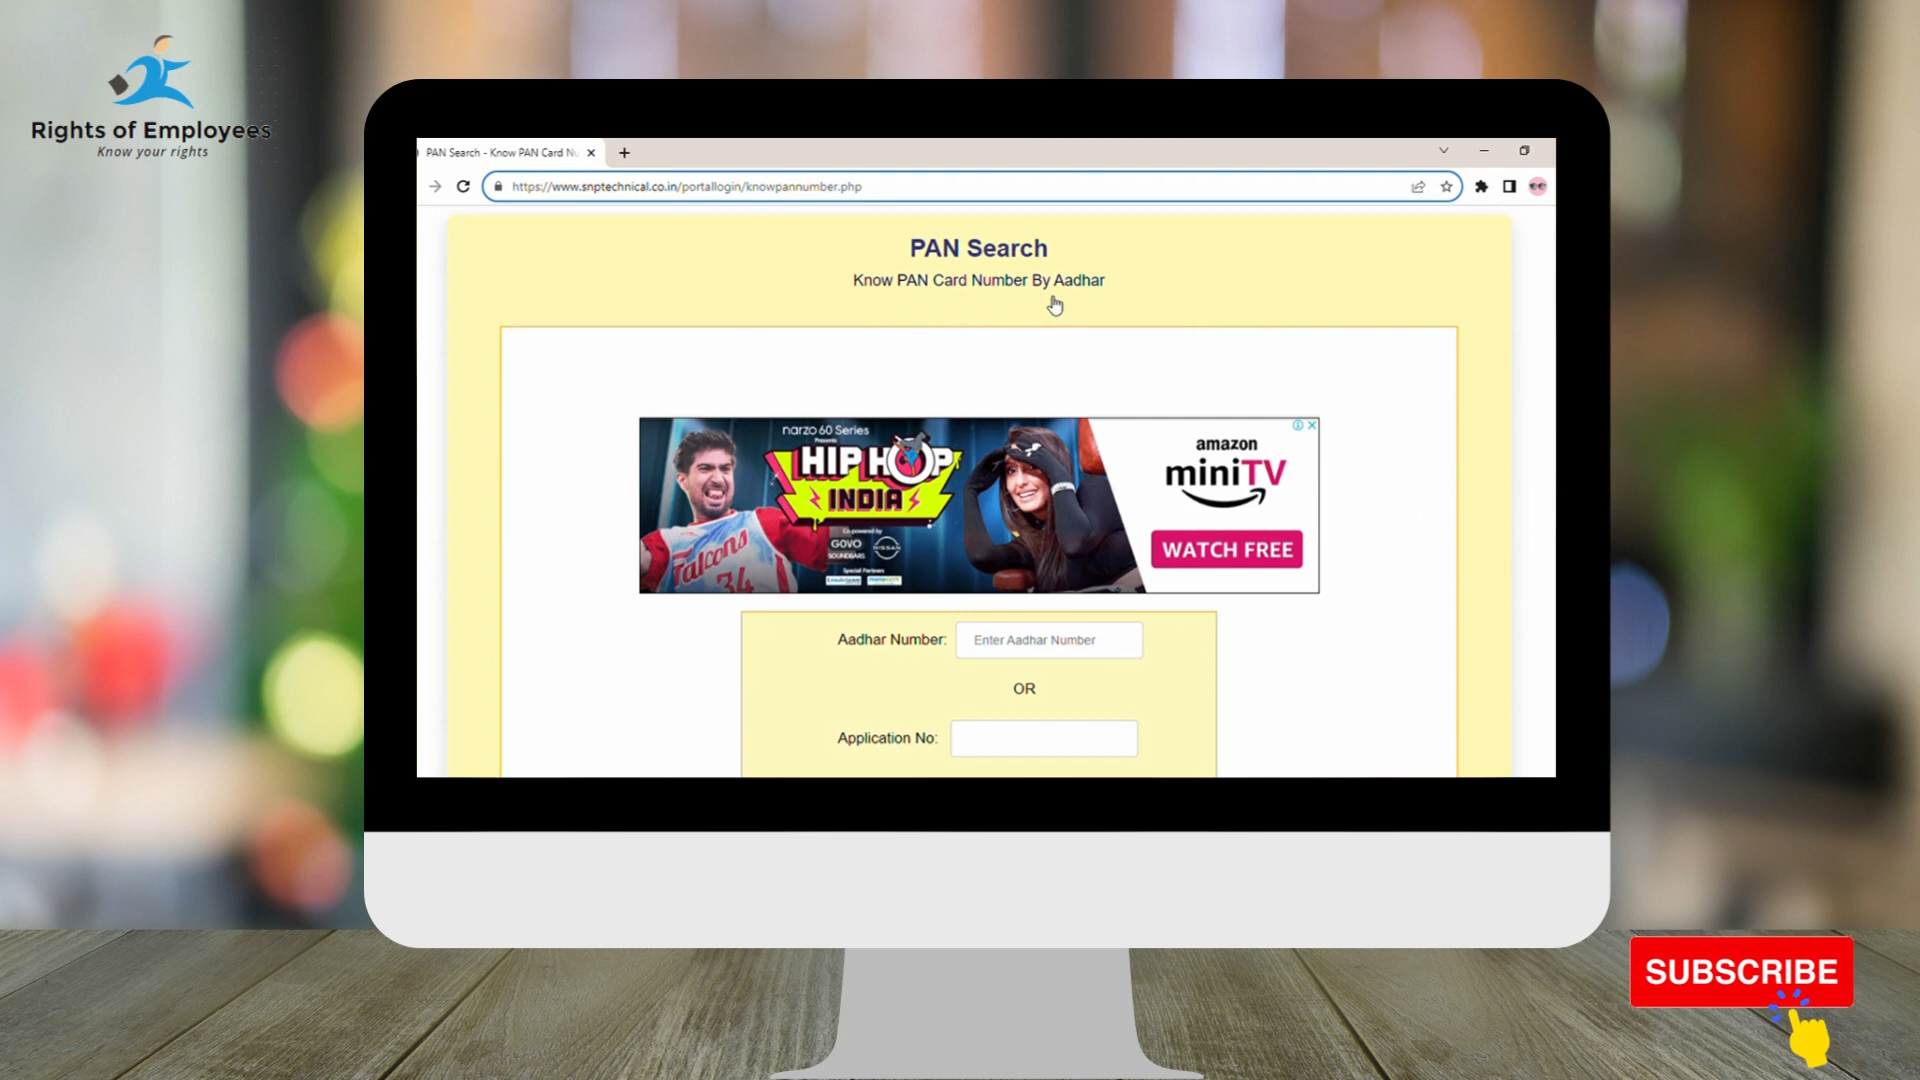 Rights of Employees
Know your rights
PAN Search - Know PAN Card Nu
https://www.snptechnical.co.in/portallogin/knowpannumber.php
PAN Search
Know PAN Card Number By Aadhar
narzo 60 Series
Presents
HIP HOP
INDIA
Co-powered by
GOVO
SOUNDBARS
NISSAN
Special Partners
Falcons
34
amazon
miniTV
WATCH FREE
Aadhar Number:
Enter Aadhar Number
OR
Application No:
SUBSCRIBE